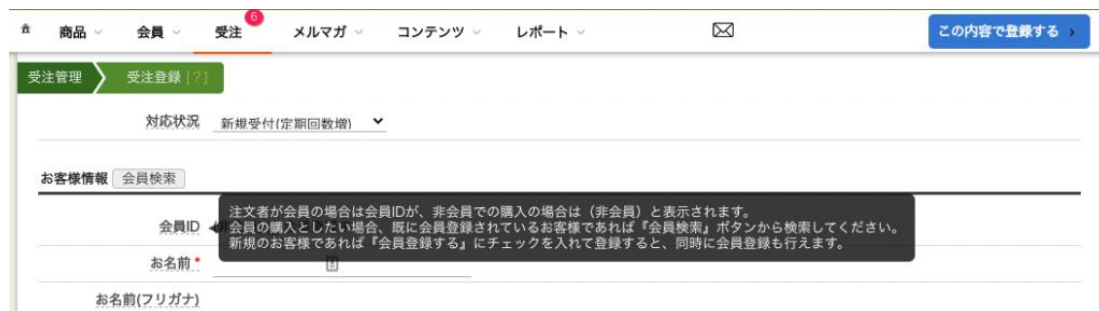 6
商品 会員 受注 メルマガ コンテンツ レポート この内容で登録する
受注管理 受注登録 [?]
対応状況 新規受付(定期回数増)
お客様情報 会員検索
注文者が会員の場合は会員IDが、非会員での購入の場合は（非会員）と表示されます。
会員ID 会員の購入としたい場合、既に会員登録されているお客様であれば『会員検索』ボタンから検索してください。
新規のお客様であれば『会員登録する』にチェックを入れて登録すると、同時に会員登録も行えます。
お名前*
お名前(フリガナ)